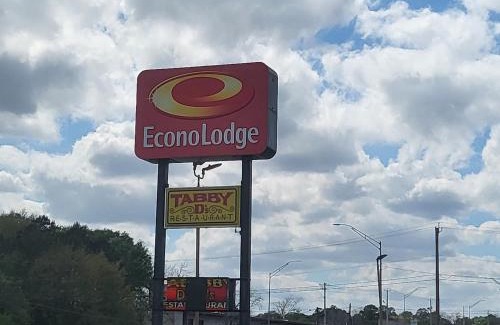 EconoLodge
TABBY
D's
RESTAURANT